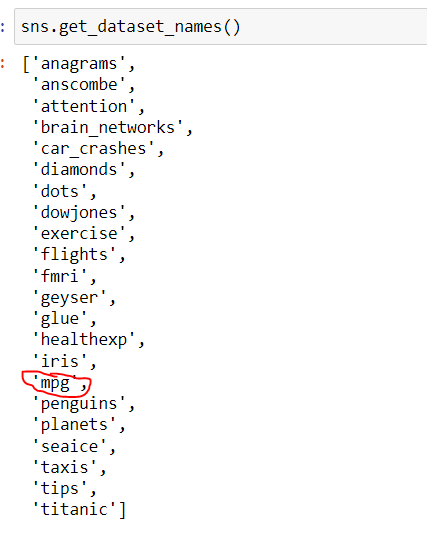 : sns.get_dataset_names()
: ['anagrams',
'anscombe',
'attention',
'brain_networks',
'car_crashes',
'diamonds',
'dots',
'dowjones',
'exercise',
'flights',
'fmri',
'geyser',
'glue',
'healthexp',
'iris',
'mpg',
'penguins',
'planets',
'seaice',
'taxis',
'tips',
'titanic']